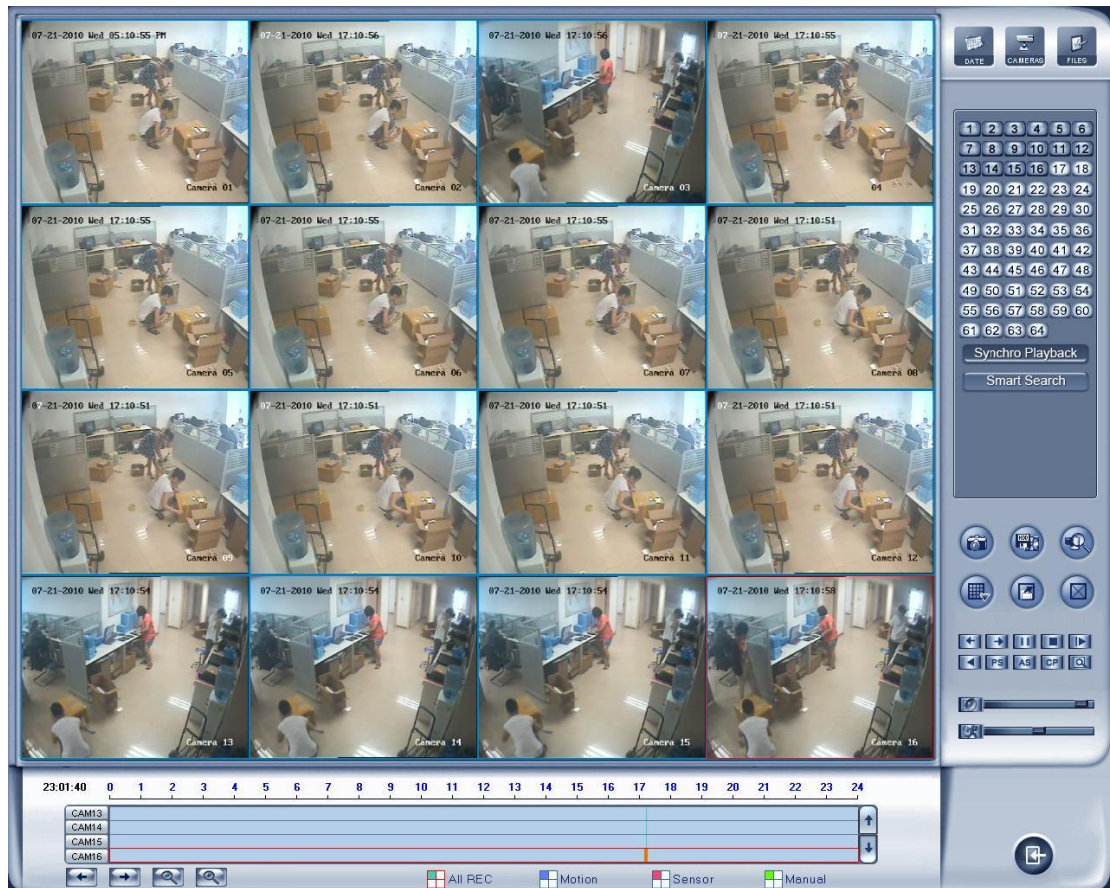 07-21-2010 Wed 05:10:55 PM
Camera 01
07-21-2010 Wed 17:10:56
Camera 02
07-21-2010 Wed 17:10:56
Camera 03
07-21-2010 Wed 17:10:55
04
07-21-2010 Wed 17:10:55
Camera 05
07-21-2010 Wed 17:10:55
Camera 06
07-21-2010 Wed 17:10:55
Camera 07
07-21-2010 Wed 17:10:51
Camera 08
07-21-2010 Wed 17:10:51
Camera 09
07-21-2010 Wed 17:10:51
Camera 10
07-21-2010 Wed 17:10:51
Camera 11
07-21-2010 Wed 17:10:51
Camera 12
07-21-2010 Wed 17:10:54
Camera 13
07-21-2010 Wed 17:10:54
Camera 14
07-21-2010 Wed 17:10:54
Camera 15
07-21-2010 Wed 17:10:58
Camera 16
DATE CAMERAS FILES
1 2 3 4 5 6
7 8 9 10 11 12
13 14 15 16 17 18
19 20 21 22 23 24
25 26 27 28 29 30
31 32 33 34 35 36
37 38 39 40 41 42
43 44 45 46 47 48
49 50 51 52 53 54
55 56 57 58 59 60
61 62 63 64
Synchro Playback
Smart Search
HDD
PS AS CP
23:01:40 0 1 2 3 4 5 6 7 8 9 10 11 12 13 14 15 16 17 18 19 20 21 22 23 24
CAM13
CAM14
CAM15
CAM16
All REC Motion Sensor Manual